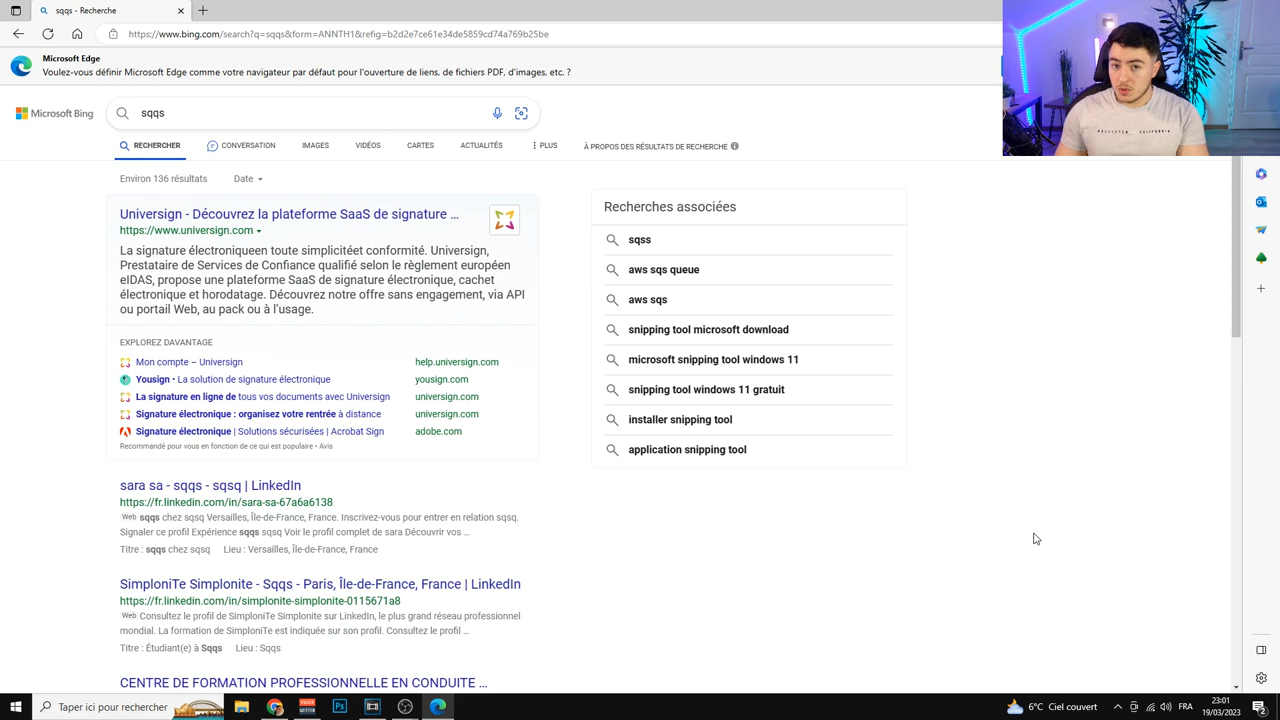 sqqs - Recherche
https://www.bing.com/search?q=sqqs&form=ANNTH1&refig=b2d2e7ce61e34de5859cd74a769b25be
Microsoft Edge
Voulez-vous définir Microsoft Edge comme votre navigateur par défaut pour l'ouverture de liens, de fichiers PDF, d'images, etc. ?
Microsoft Bing
sqqs
RECHERCHER
CONVERSATION
IMAGES
VIDÉOS
CARTES
ACTUALITÉS
PLUS
À PROPOS DES RÉSULTATS DE RECHERCHE
Environ 136 résultats
Date
Universign - Découvrez la plateforme SaaS de signature ...
https://www.universign.com
La signature électroniqueen toute simplicitéet conformité. Universign,
Prestataire de Services de Confiance qualifié selon le règlement européen
eIDAS, propose une plateforme SaaS de signature électronique, cachet
électronique et horodatage. Découvrez notre offre sans engagement, via API
ou portail Web, au pack ou à l'usage.
EXPLOREZ DAVANTAGE
Mon compte – Universign help.universign.com
Yousign • La solution de signature électronique yousign.com
La signature en ligne de tous vos documents avec Universign universign.com
Signature électronique : organisez votre rentrée à distance universign.com
Signature électronique | Solutions sécurisées | Acrobat Sign adobe.com
Recommandé pour vous en fonction de ce qui est populaire • Avis
sara sa - sqqs - sqsq | LinkedIn
https://fr.linkedin.com/in/sara-sa-67a6a6138
Web sqqs chez sqsq Versailles, Île-de-France, France. Inscrivez-vous pour entrer en relation sqsq.
Signaler ce profil Expérience sqqs sqsq Voir le profil complet de sara Découvrir vos ...
Titre : sqqs chez sqsq Lieu : Versailles, Île-de-France, France
SimploniTe Simplonite - Sqqs - Paris, Île-de-France, France | LinkedIn
https://fr.linkedin.com/in/simplonite-simplonite-0115671a8
Web Consultez le profil de SimploniTe Simplonite sur LinkedIn, le plus grand réseau professionnel
mondial. La formation de SimploniTe est indiquée sur son profil. Consultez le profil ...
Titre : Étudiant(e) à Sqqs Lieu : Sqqs
CENTRE DE FORMATION PROFESSIONNELLE EN CONDUITE ...
Recherches associées
sqss
aws sqs queue
aws sqs
snipping tool microsoft download
microsoft snipping tool windows 11
snipping tool windows 11 gratuit
installer snipping tool
application snipping tool
Taper ici pour rechercher
Ps
6°C Ciel couvert
FRA
23:01
19/03/2023
2